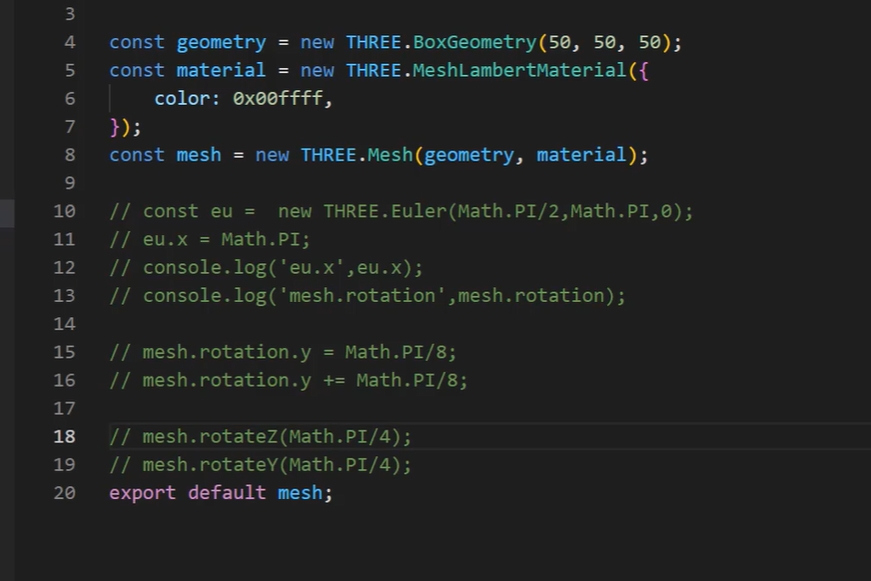 3
4 const geometry = new THREE.BoxGeometry(50, 50, 50);
5 const material = new THREE.MeshLambertMaterial({
6     color: 0x00ffff,
7 });
8 const mesh = new THREE.Mesh(geometry, material);
9
10 // const eu =  new THREE.Euler(Math.PI/2,Math.PI,0);
11 // eu.x = Math.PI;
12 // console.log('eu.x',eu.x);
13 // console.log('mesh.rotation',mesh.rotation);
14
15 // mesh.rotation.y = Math.PI/8;
16 // mesh.rotation.y += Math.PI/8;
17
18 // mesh.rotateZ(Math.PI/4);
19 // mesh.rotateY(Math.PI/4);
20 export default mesh;